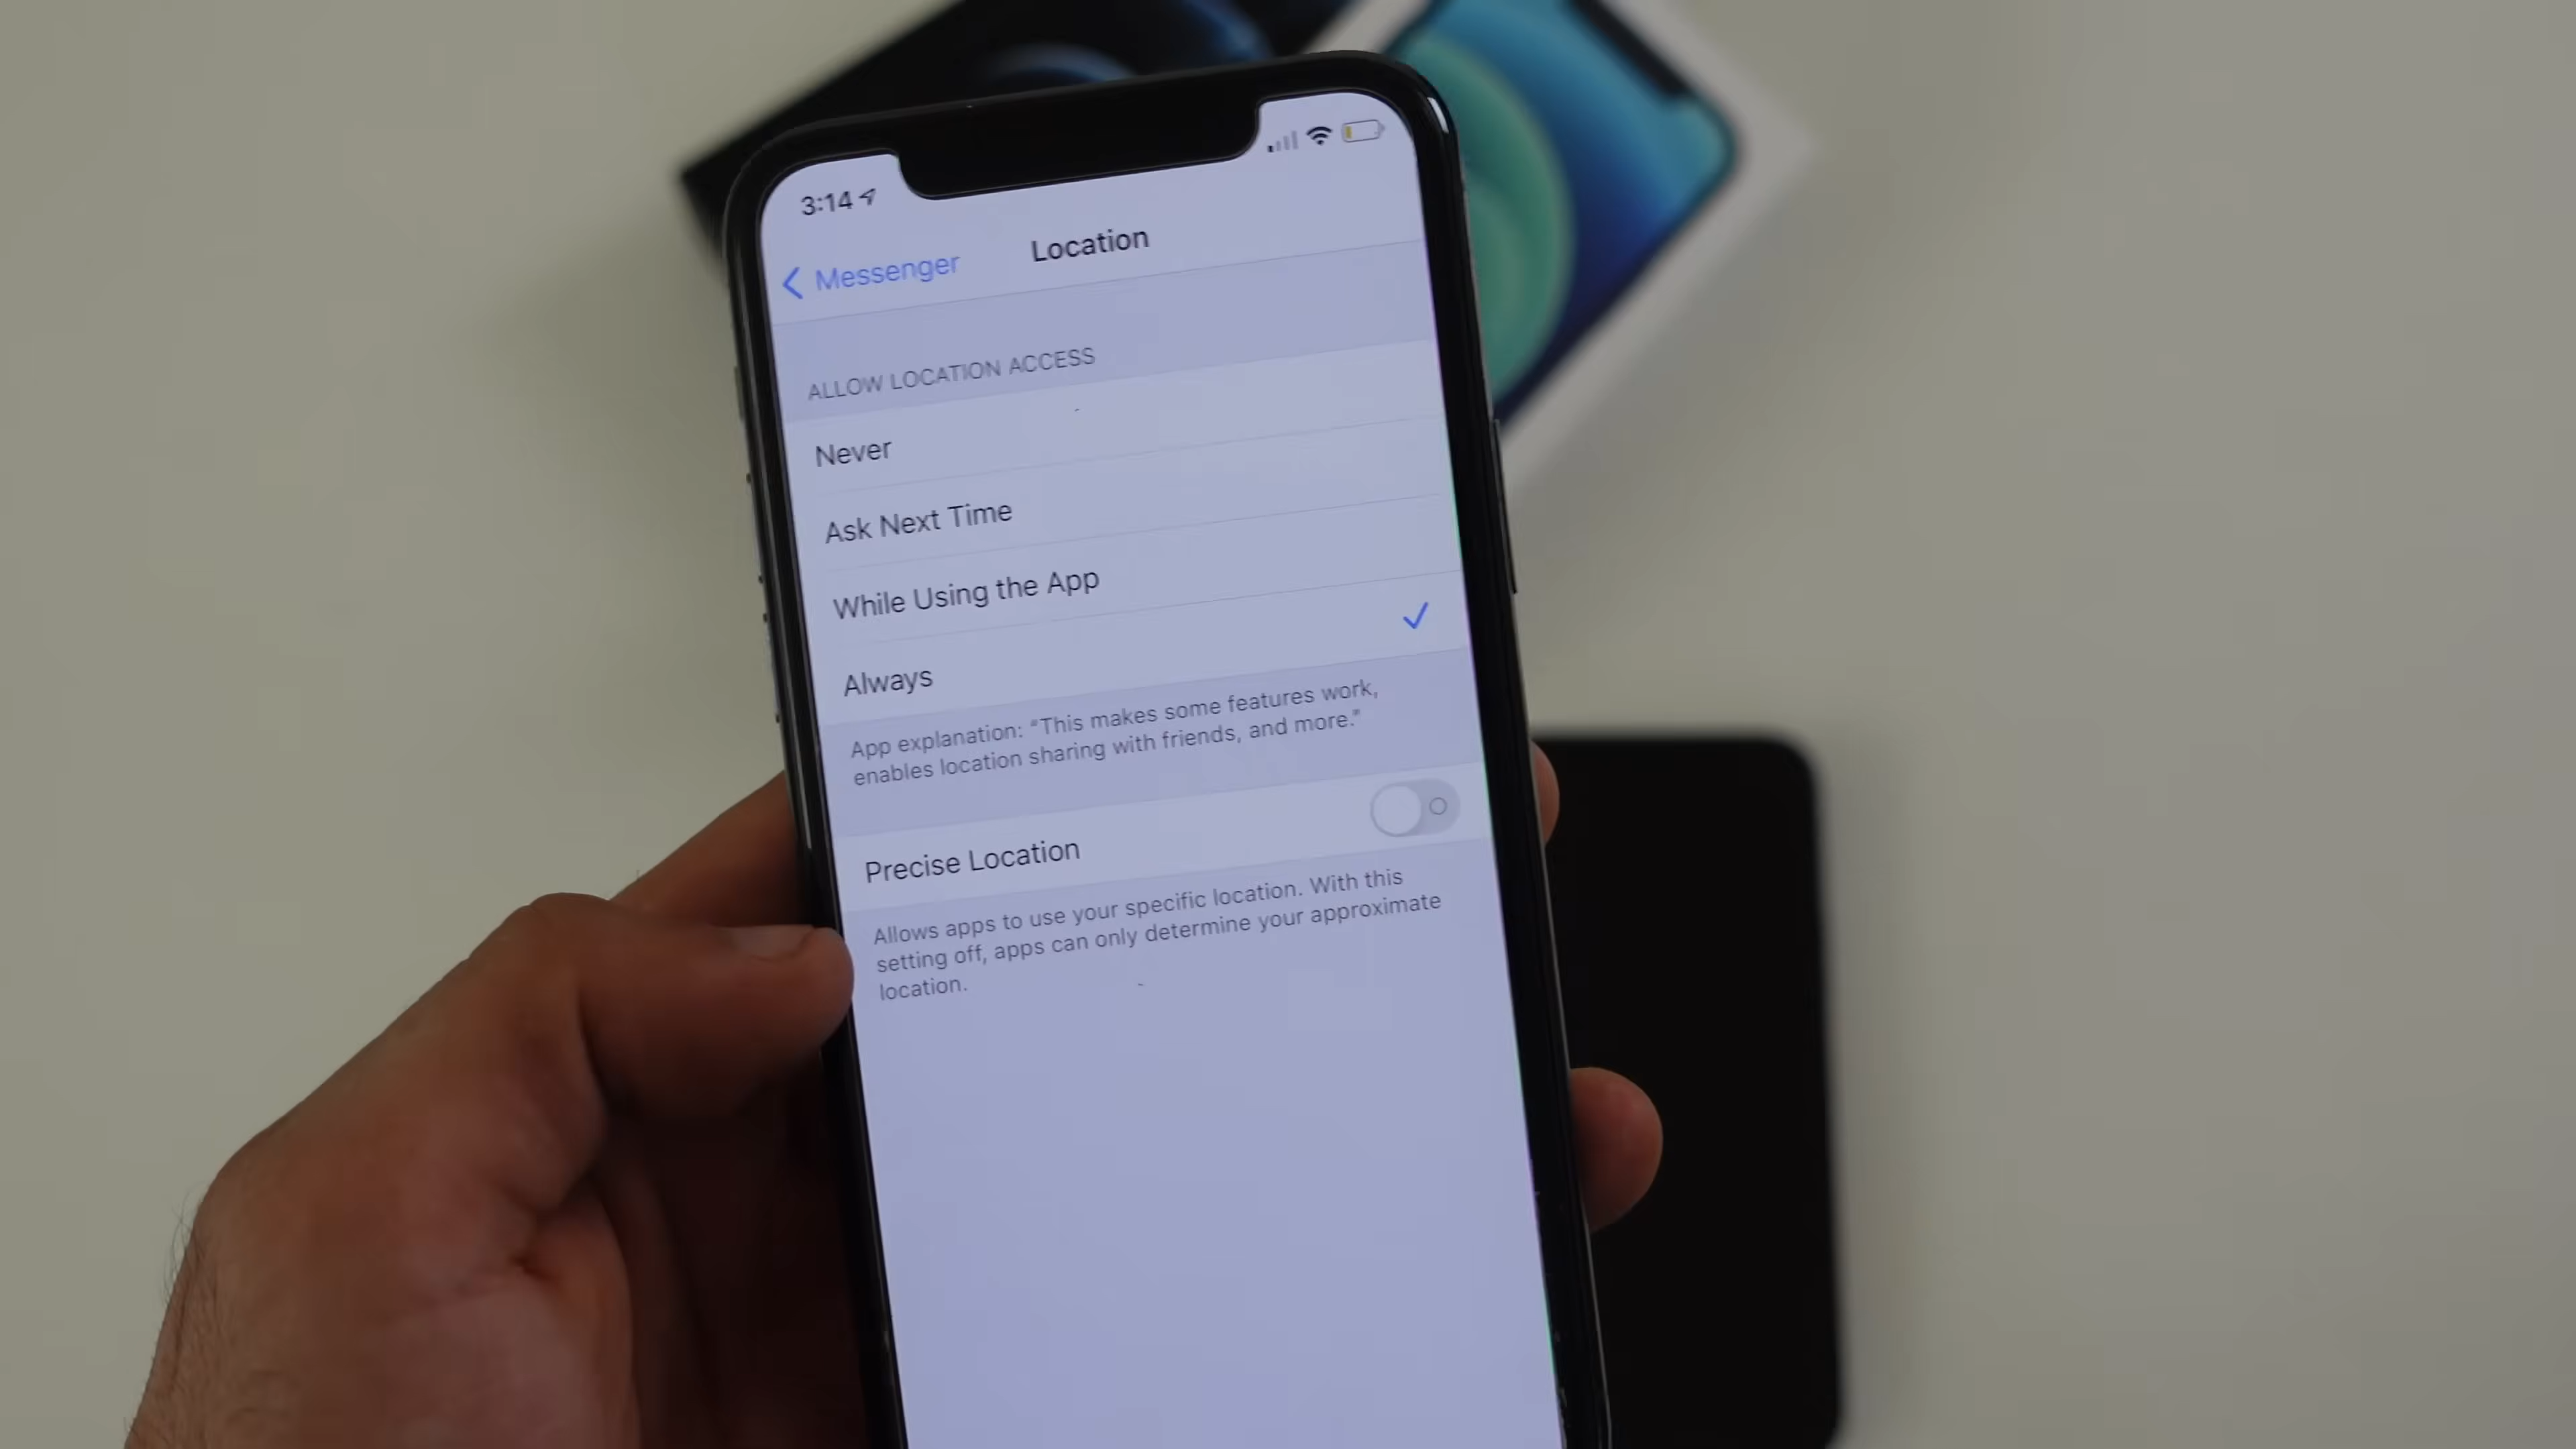 3:14
Messenger
Location
ALLOW LOCATION ACCESS
Never
Ask Next Time
While Using the App
Always
App explanation: “This makes some features work,
enables location sharing with friends, and more.”
Precise Location
Allows apps to use your specific location. With this
setting off, apps can only determine your approximate
location.